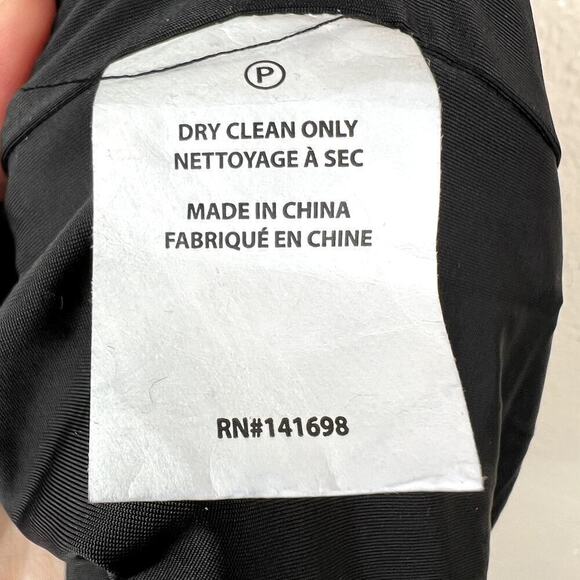 P
DRY CLEAN ONLY
NETTOYAGE À SEC
MADE IN CHINA
FABRIQUÉ EN CHINE
RN#141698